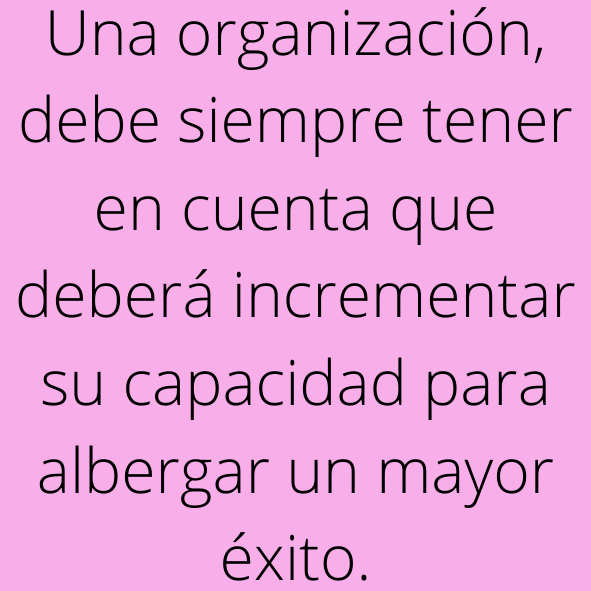 Una organización,
debe siempre tener
en cuenta que
deberá incrementar
su capacidad para
albergar un mayor
éxito.